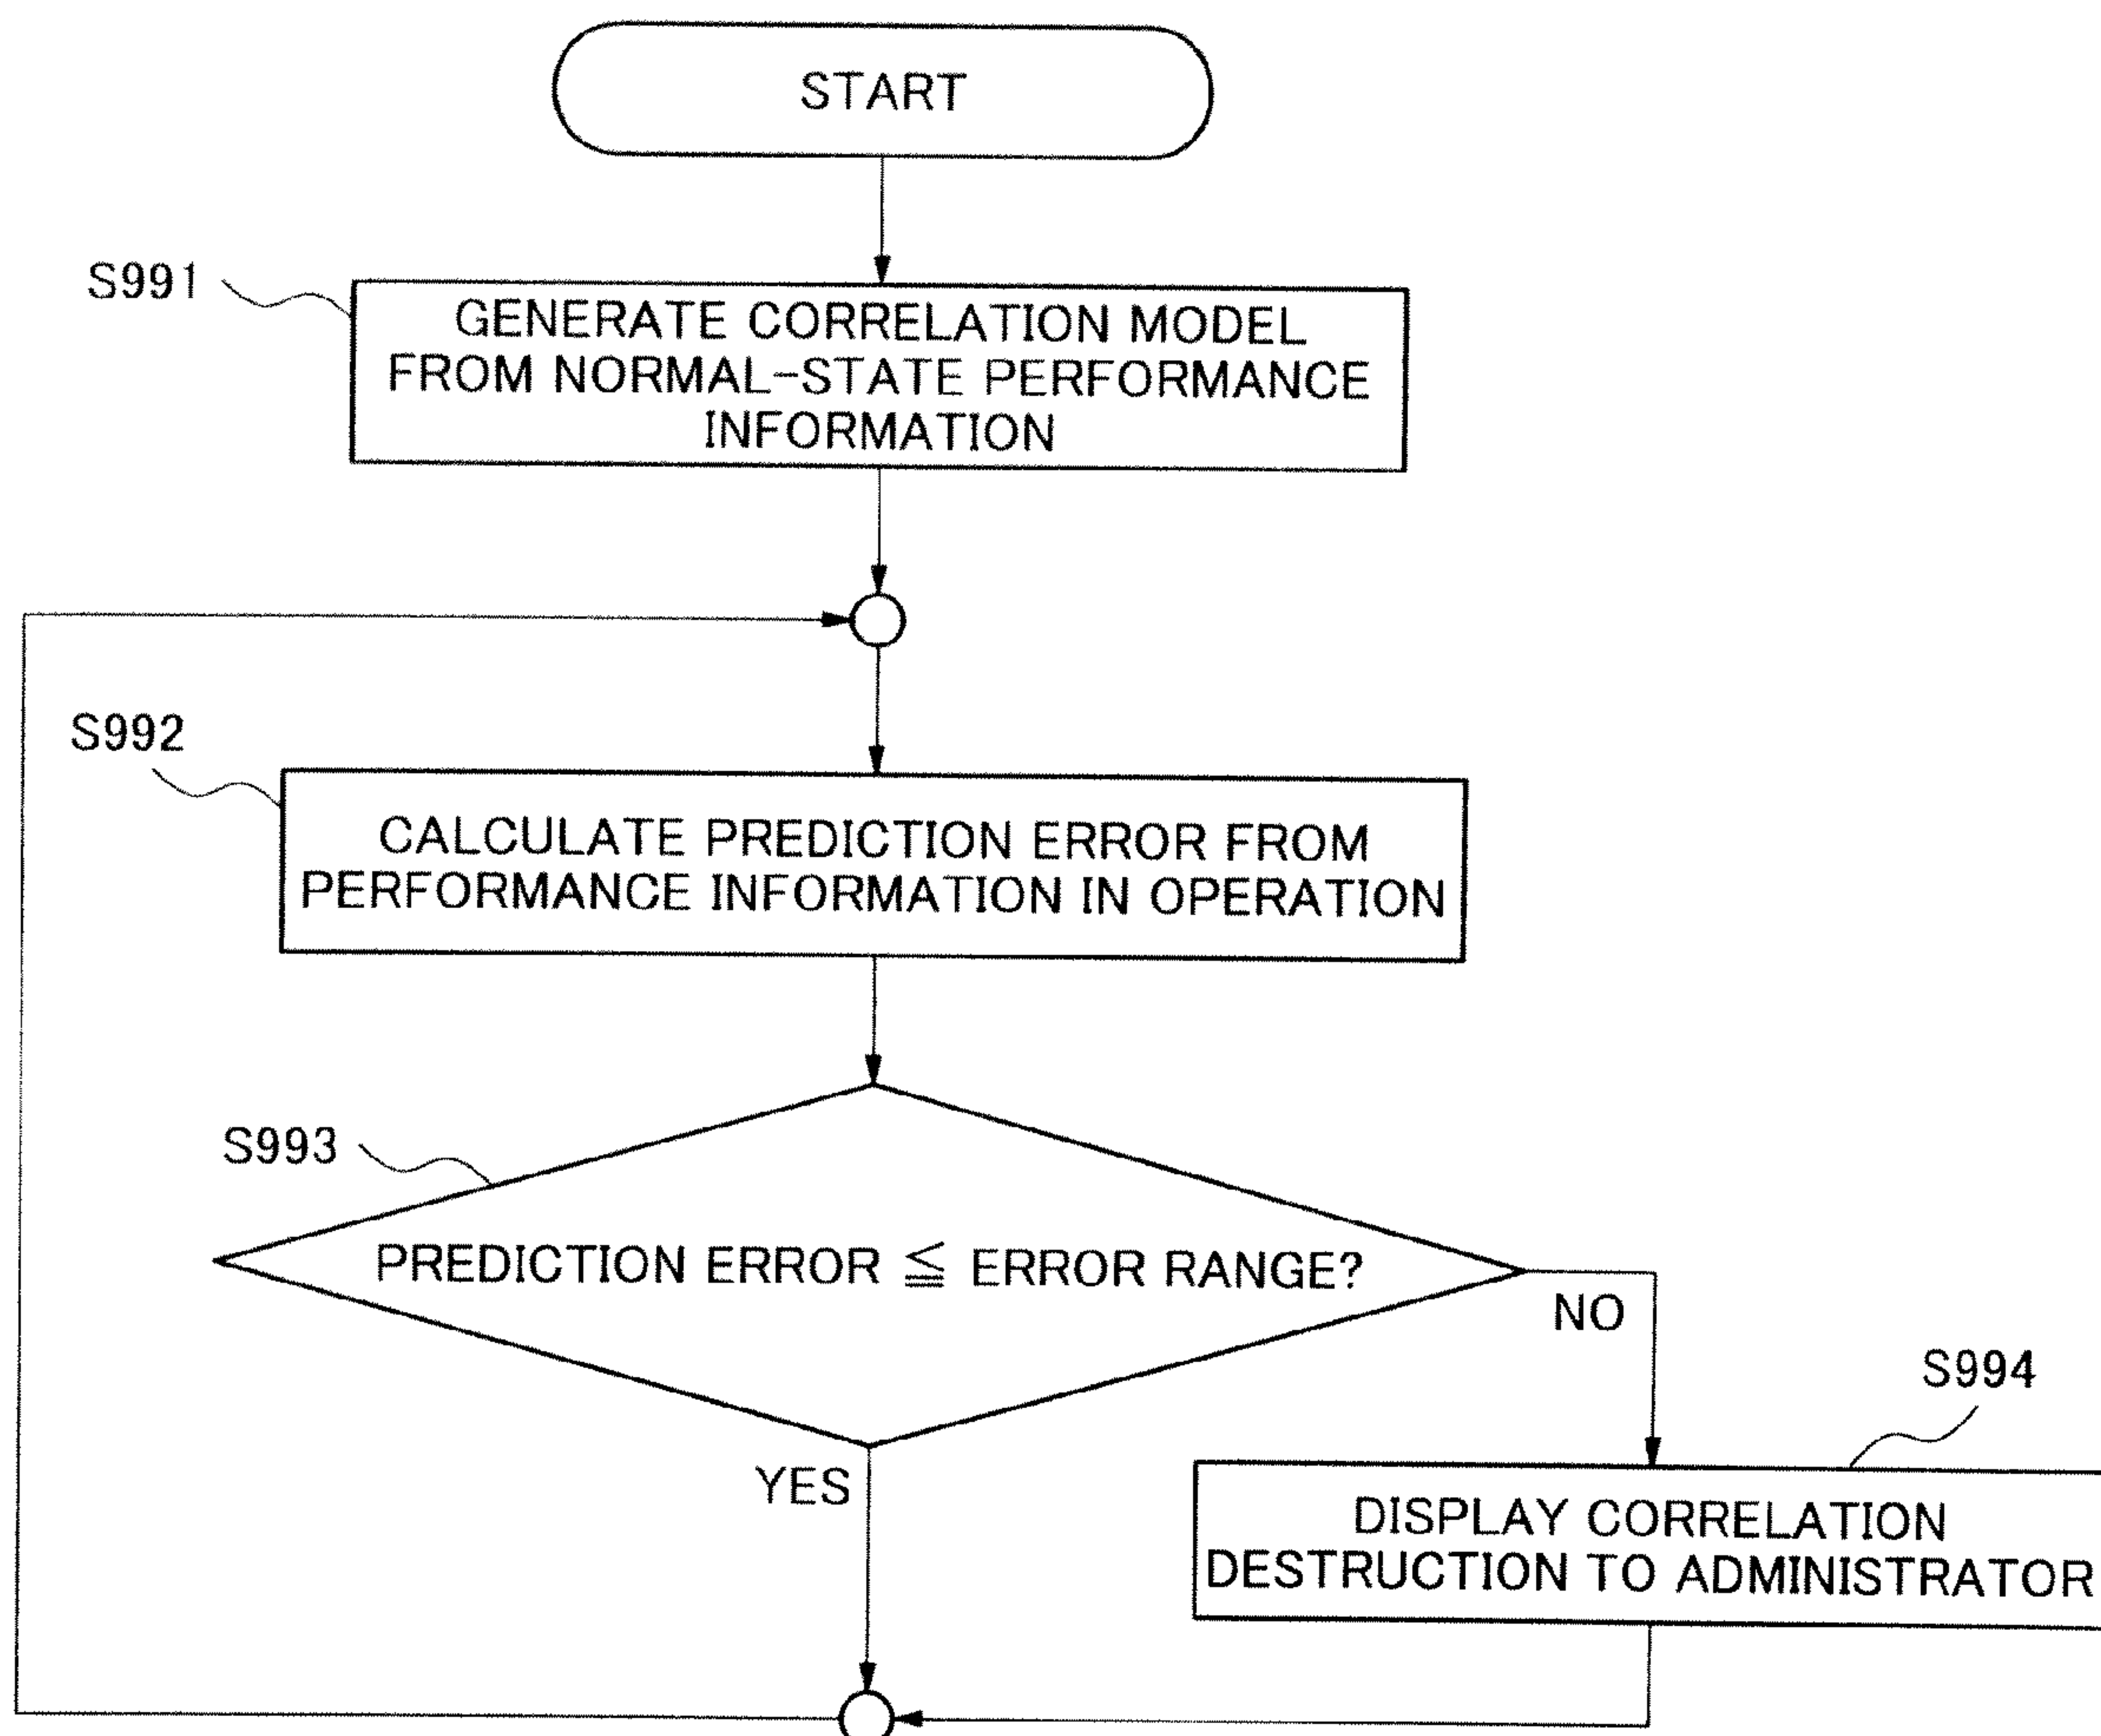 START
S991
GENERATE CORRELATION MODEL
FROM NORMAL-STATE PERFORMANCE
INFORMATION
S992
CALCULATE PREDICTION ERROR FROM
PERFORMANCE INFORMATION IN OPERATION
S993
PREDICTION ERROR ≦ ERROR RANGE?
NO
S994
YES
DISPLAY CORRELATION
DESTRUCTION TO ADMINISTRATOR